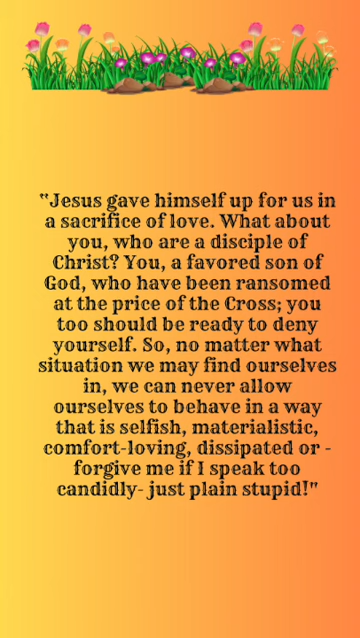 "Jesus gave himself up for us in
a sacrifice of love. What about
you, who are a disciple of
Christ? You, a favored son of
God, who have been ransomed
at the price of the Cross; you
too should be ready to deny
yourself. So, no matter what
situation we may find ourselves
in, we can never allow
ourselves to behave in a way
that is selfish, materialistic,
comfort-loving, dissipated or -
forgive me if I speak too
candidly- just plain stupid!"